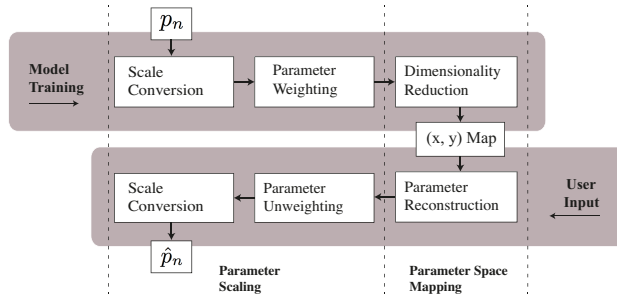 p_n
Model
Training
Scale
Conversion
Parameter
Weighting
Dimensionality
Reduction
(x, y) Map
Scale
Conversion
Parameter
Unweighting
Parameter
Reconstruction
User
Input
p̂_n
Parameter
Scaling
Parameter Space
Mapping